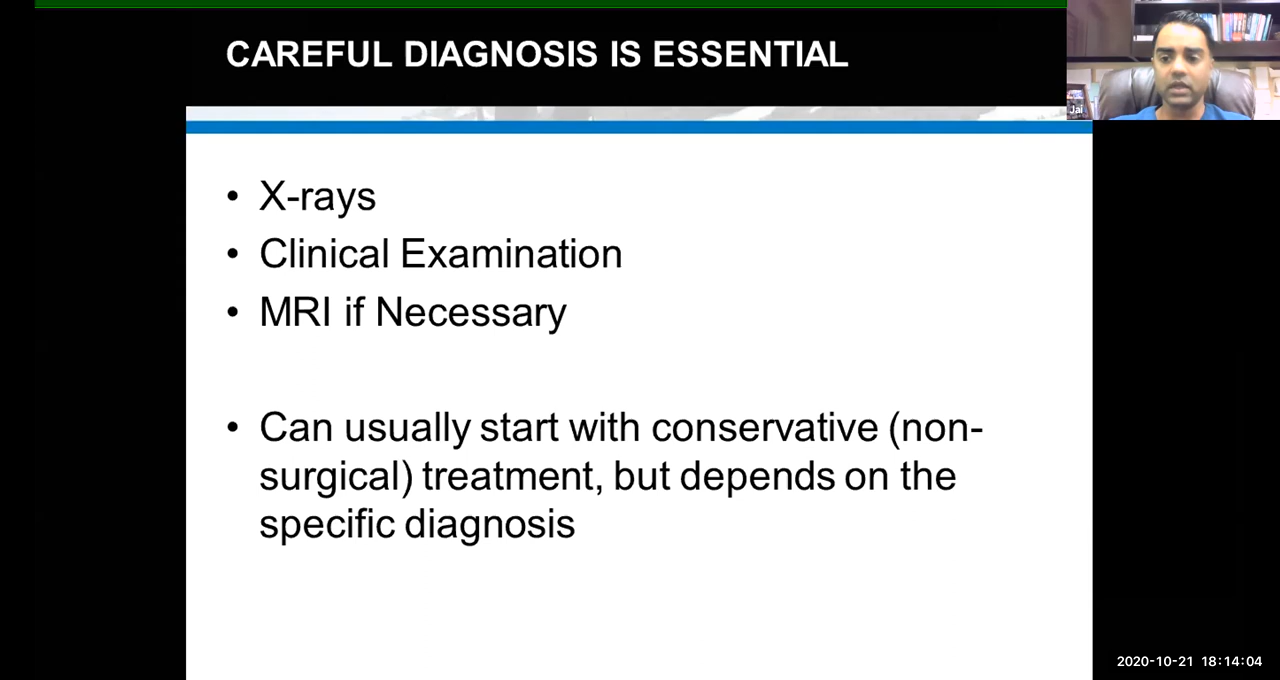 CAREFUL DIAGNOSIS IS ESSENTIAL
Jai
• X-rays
• Clinical Examination
• MRI if Necessary
• Can usually start with conservative (non-
surgical) treatment, but depends on the
specific diagnosis
2020-10-21 18:14:04